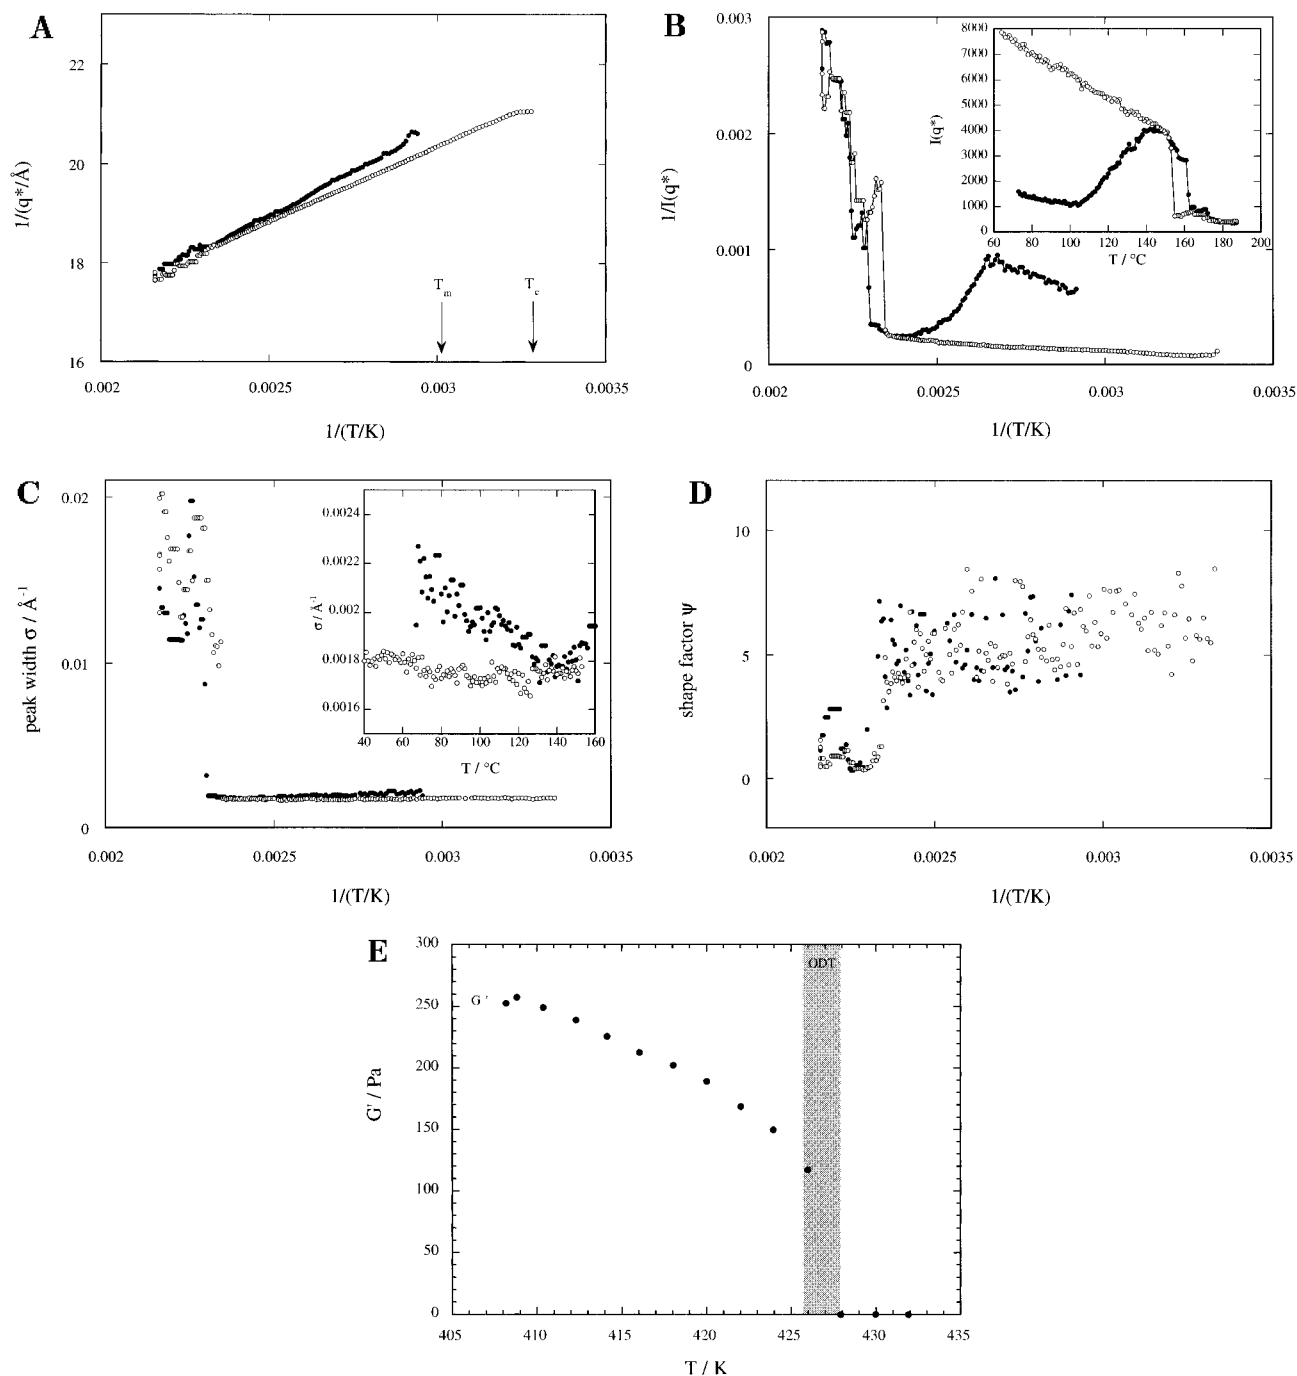 A
1/(q*/Å)
22
20
18
16
T_m
T_c
0.002
0.0025
0.003
0.0035
1/(T/K)
B
1/I(q*)
0.003
0.002
0.001
0
I(q*)
8000
7000
6000
5000
4000
3000
2000
1000
0
60 80 100 120 140 160 180 200
T / °C
0.002
0.0025
0.003
0.0035
1/(T/K)
C
peak width σ / Å⁻¹
0.02
0.01
0
σ / Å⁻¹
0.0024
0.0022
0.002
0.0018
0.0016
40 60 80 100 120 140 160
T / °C
0.002
0.0025
0.003
0.0035
1/(T/K)
D
shape factor ψ
10
5
0
0.002
0.0025
0.003
0.0035
1/(T/K)
E
G' / Pa
300
250
200
150
100
50
0
G'
ODT
405 410 415 420 425 430 435
T / K